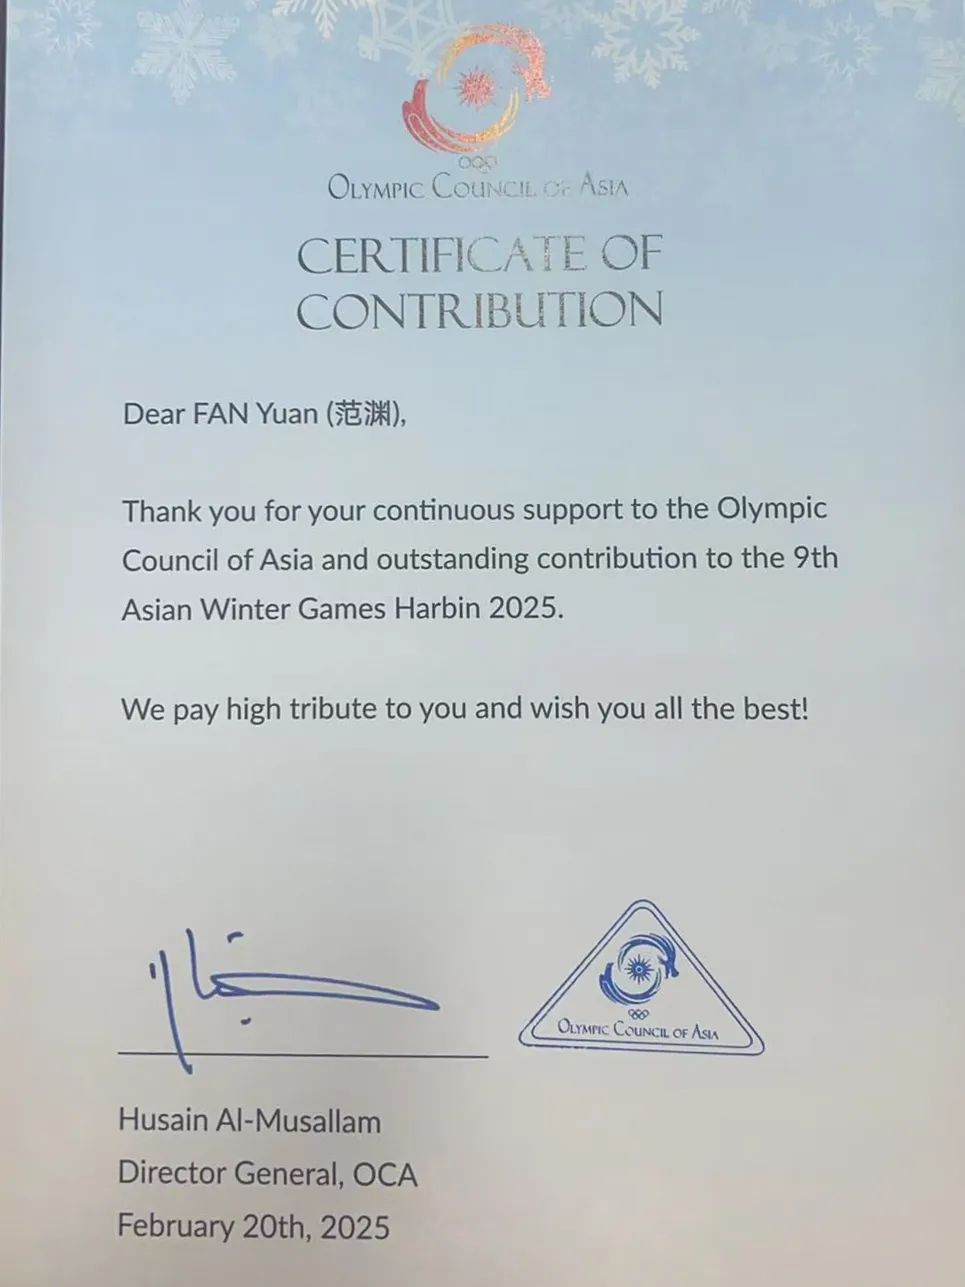 OLYMPIC COUNCIL OF ASIA
CERTIFICATE OF
CONTRIBUTION
Dear FAN Yuan (范渊),
Thank you for your continuous support to the Olympic
Council of Asia and outstanding contribution to the 9th
Asian Winter Games Harbin 2025.
We pay high tribute to you and wish you all the best!
OLYMPIC COUNCIL OF ASIA
Husain Al-Musallam
Director General, OCA
February 20th, 2025